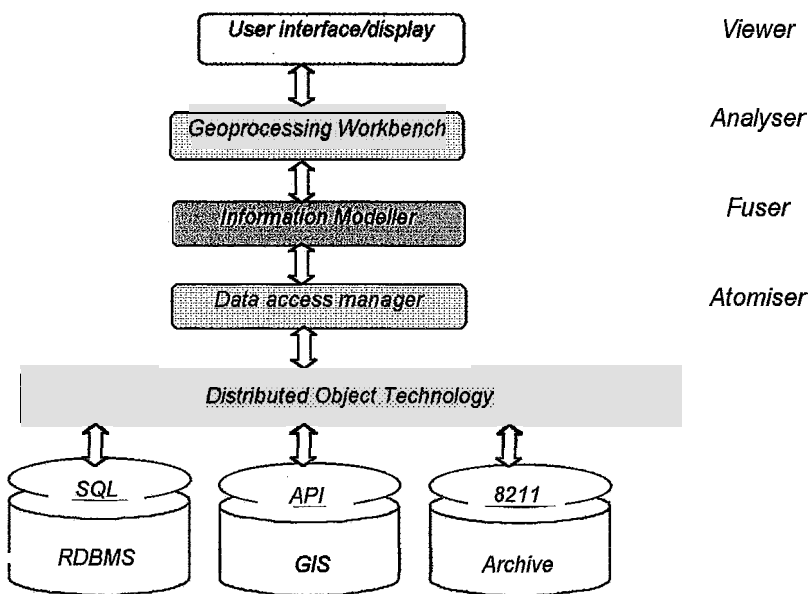 User interface/display Viewer
Geoprocessing Workbench Analyser
Information Modeller Fuser
Data access manager Atomiser
Distributed Object Technology
SQL API 8211
RDBMS GIS Archive